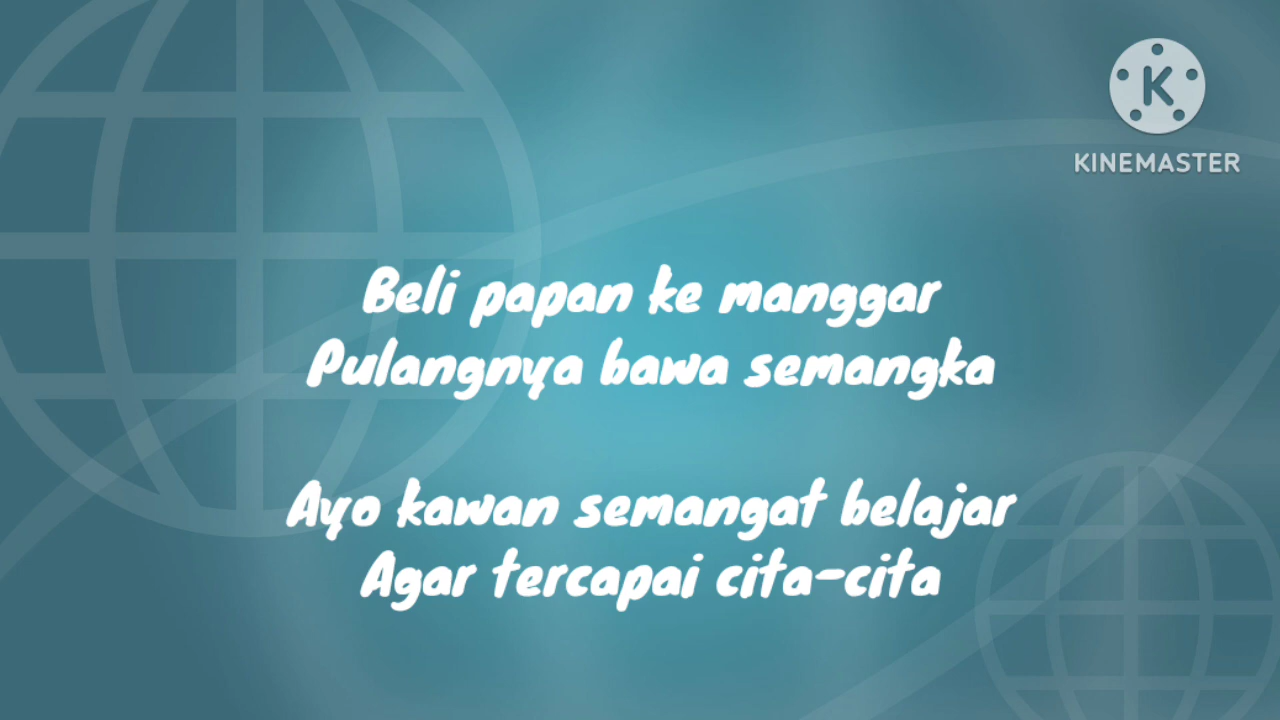 K
KINEMASTER
Beli papan ke manggar
Pulangnya bawa semangka
Ayo kawan semangat belajar
Agar tercapai cita-cita